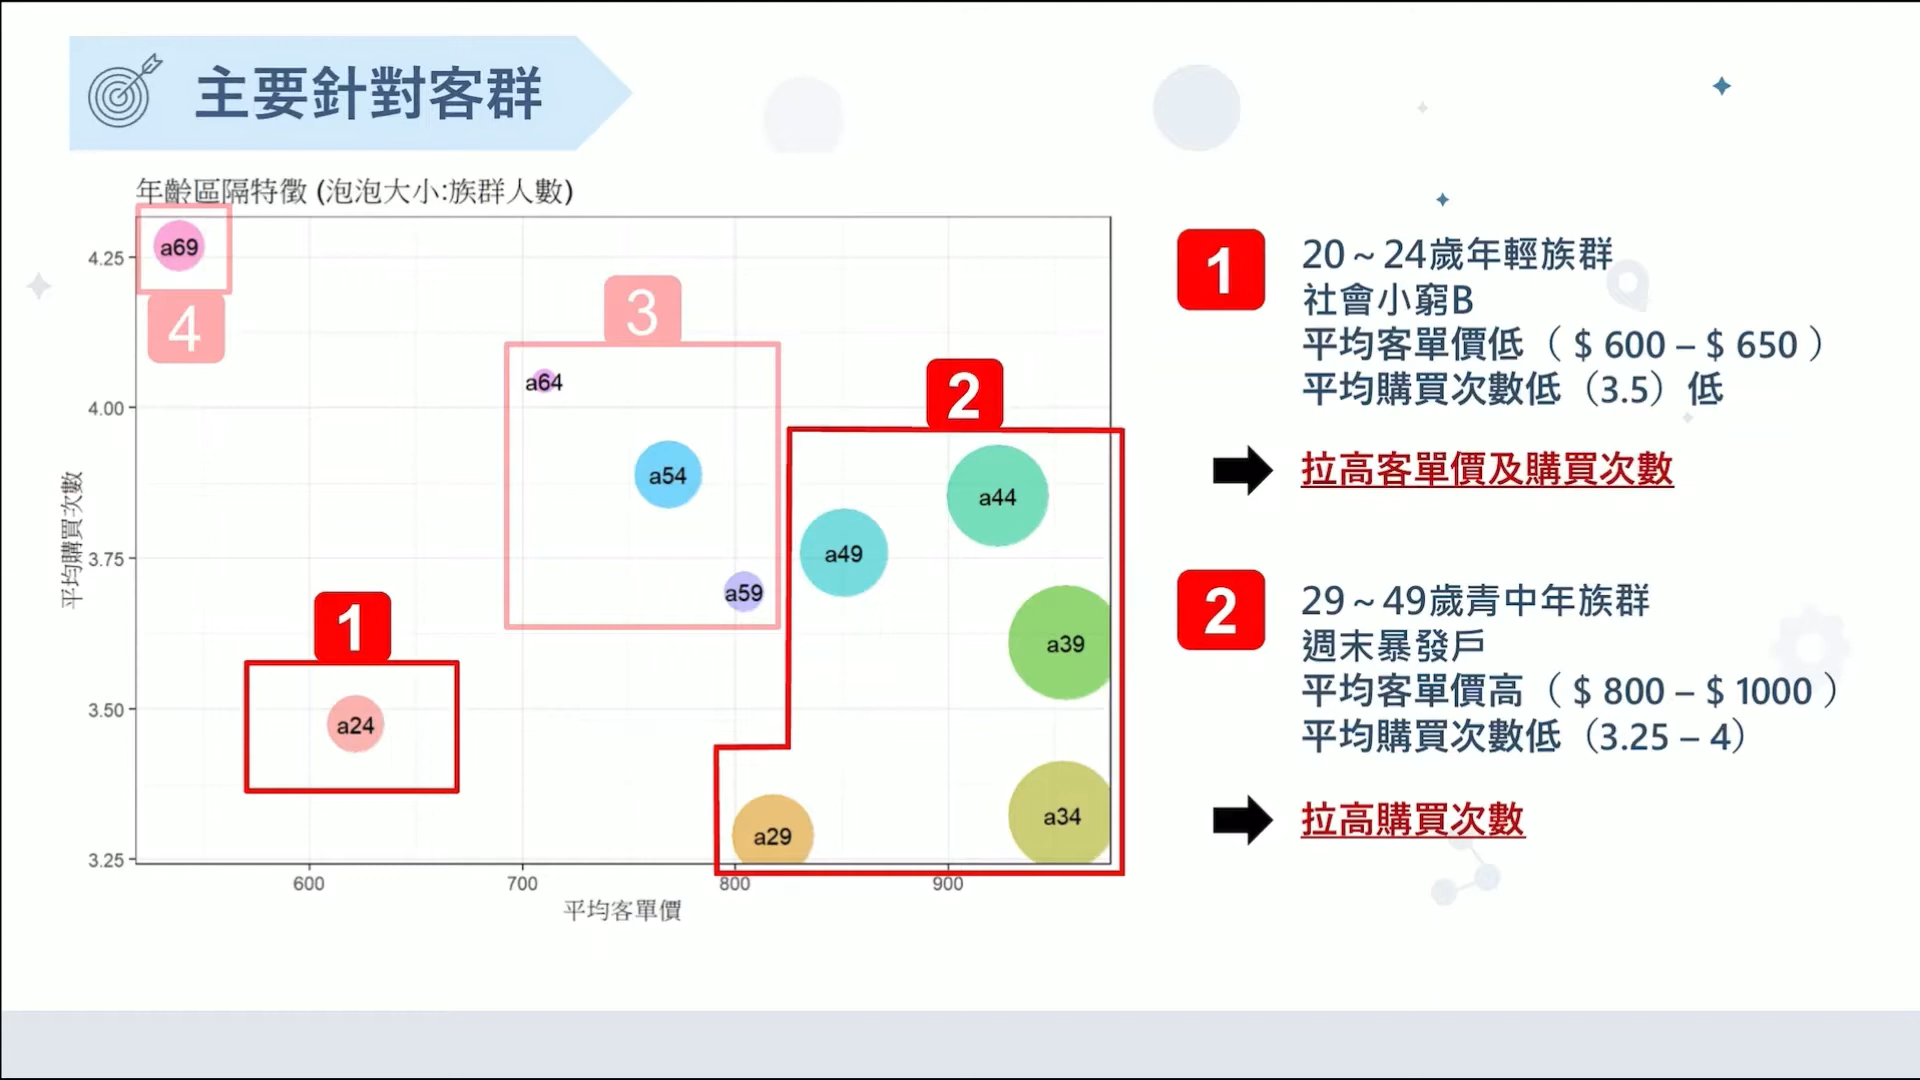 主要針對客群
年齡區隔特徵 (泡泡大小:族群人數)
平均購買次數
4.25
4.00
3.75
3.50
3.25
a69
4
3
a64
a54
a59
2
a44
a49
a39
a34
a29
1
a24
600
700
800
900
平均客單價
1
20～24歲年輕族群
社會小窮B
平均客單價低（＄600 – ＄650 ）
平均購買次數低（3.5）低
拉高客單價及購買次數
2
29～49歲青中年族群
週末暴發戶
平均客單價高（＄800 – ＄1000 ）
平均購買次數低（3.25 – 4）
拉高購買次數